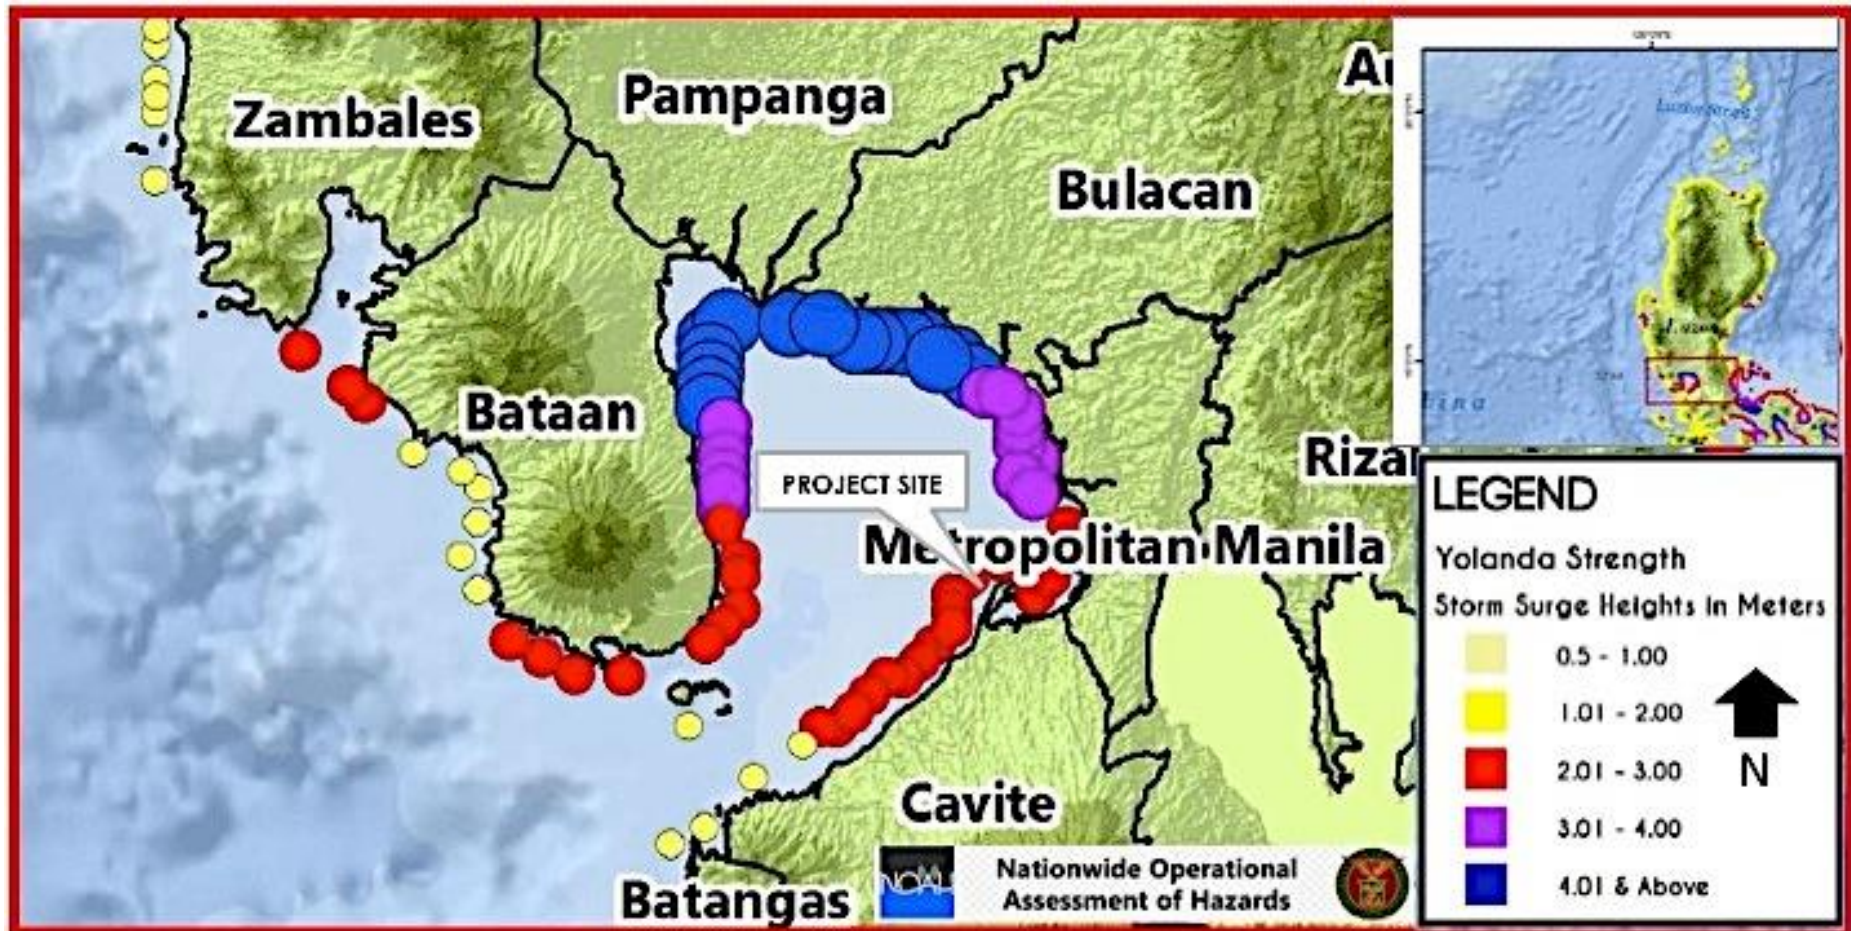 Zambales
Pampanga
Bulacan
Bataan
PROJECT SITE
Metropolitan Manila
Cavite
Batangas
NOAH
Nationwide Operational
Assessment of Hazards
Luzon
LEGEND
Yolanda Strength
Storm Surge Heights In Meters
0.5 - 1.00
1.01 - 2.00
2.01 - 3.00
3.01 - 4.00
4.01 & Above
N